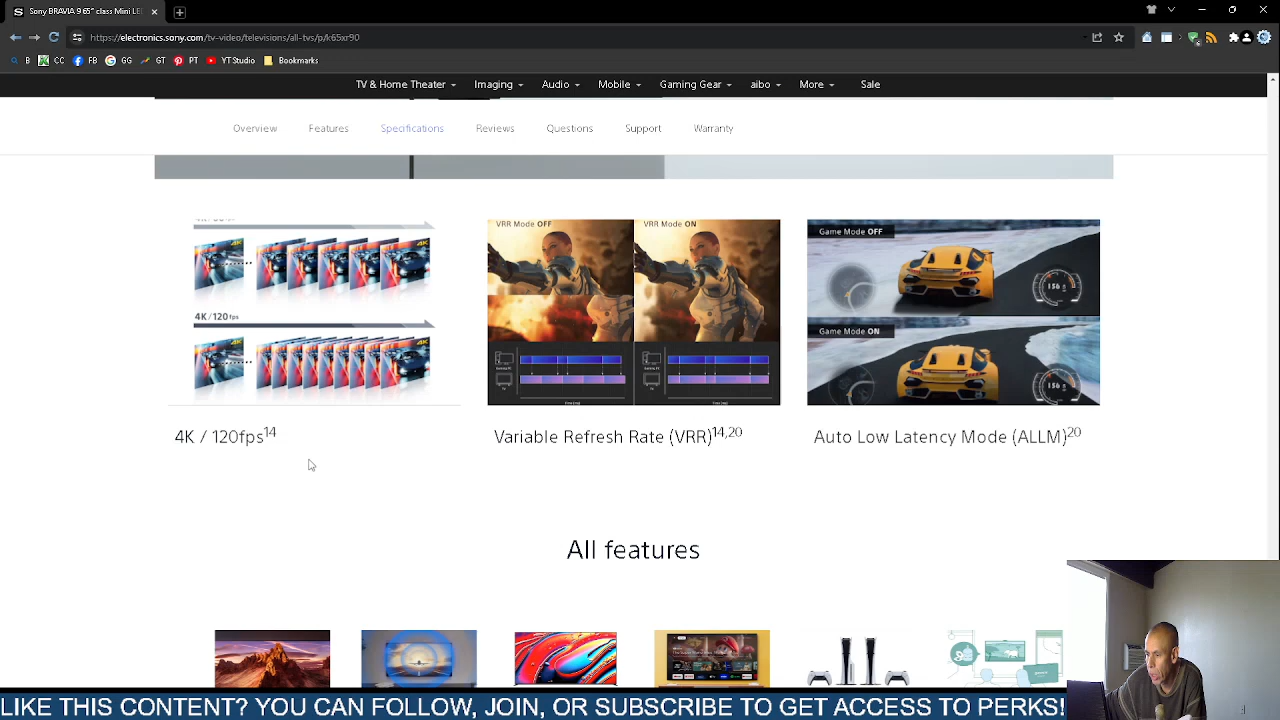 Sony BRAVIA 9 65" class Mini LE
https://electronics.sony.com/tv-video/televisions/all-tvs/p/k65xr90
B CC FB GG GT PT YT Studio Bookmarks
TV & Home Theater Imaging Audio Mobile Gaming Gear aibo More Sale
Overview Features Specifications Reviews Questions Support Warranty
VRR Mode OFF VRR Mode ON
Game Mode OFF
4K
156
4K/120fps
Game Mode ON
4K
156
4K / 120fps14
Variable Refresh Rate (VRR)14,20
Auto Low Latency Mode (ALLM)20
All features
LIKE THIS CONTENT? YOU CAN FOLLOW, JOIN, OR SUBSCRIBE TO GET ACCESS TO PERKS!